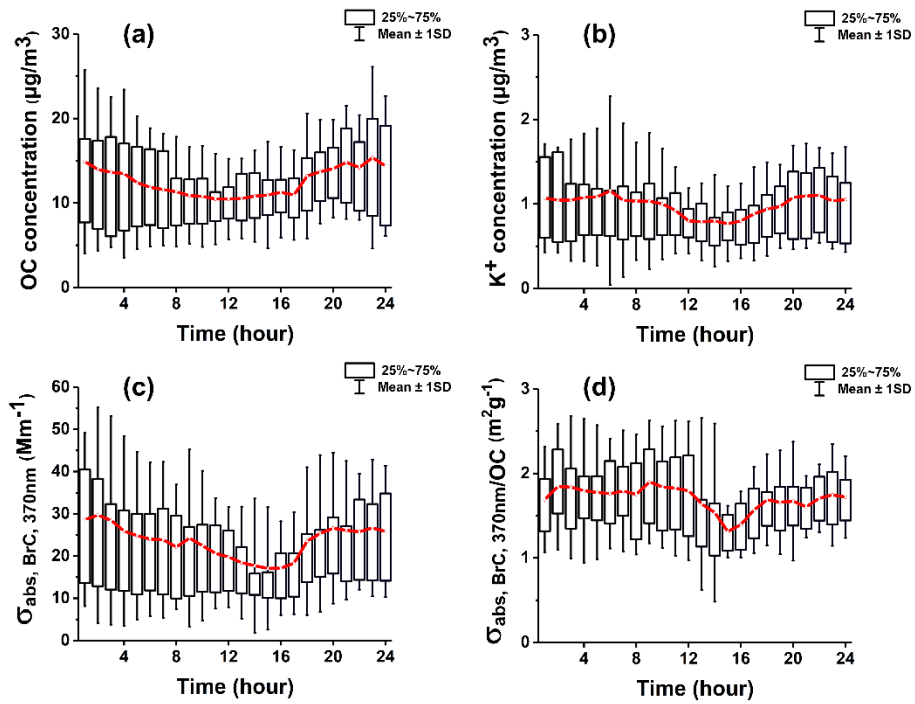 (a)
25%~75%
Mean ± 1SD
OC concentration (µg/m³)
30
20
10
0
4 8 12 16 20 24
Time (hour)
(b)
25%~75%
Mean ± 1SD
K⁺ concentration (µg/m³)
3
2
1
0
4 8 12 16 20 24
Time (hour)
(c)
25%~75%
Mean ± 1SD
σabs, BrC, 370nm (Mm⁻¹)
60
50
40
30
20
10
0
4 8 12 16 20 24
Time (hour)
(d)
25%~75%
Mean ± 1SD
σabs, BrC, 370nm/OC (m²g⁻¹)
3
2
1
0
4 8 12 16 20 24
Time (hour)